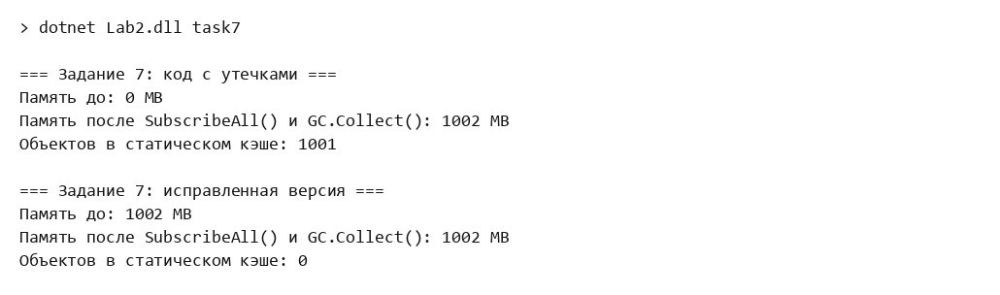 > dotnet Lab2.dll task7
=== Задание 7: код с утечками ===
Память до: 0 MB
Память после SubscribeAll() и GC.Collect(): 1002 MB
Объектов в статическом кэше: 1001
=== Задание 7: исправленная версия ===
Память до: 1002 MB
Память после SubscribeAll() и GC.Collect(): 1002 MB
Объектов в статическом кэше: 0